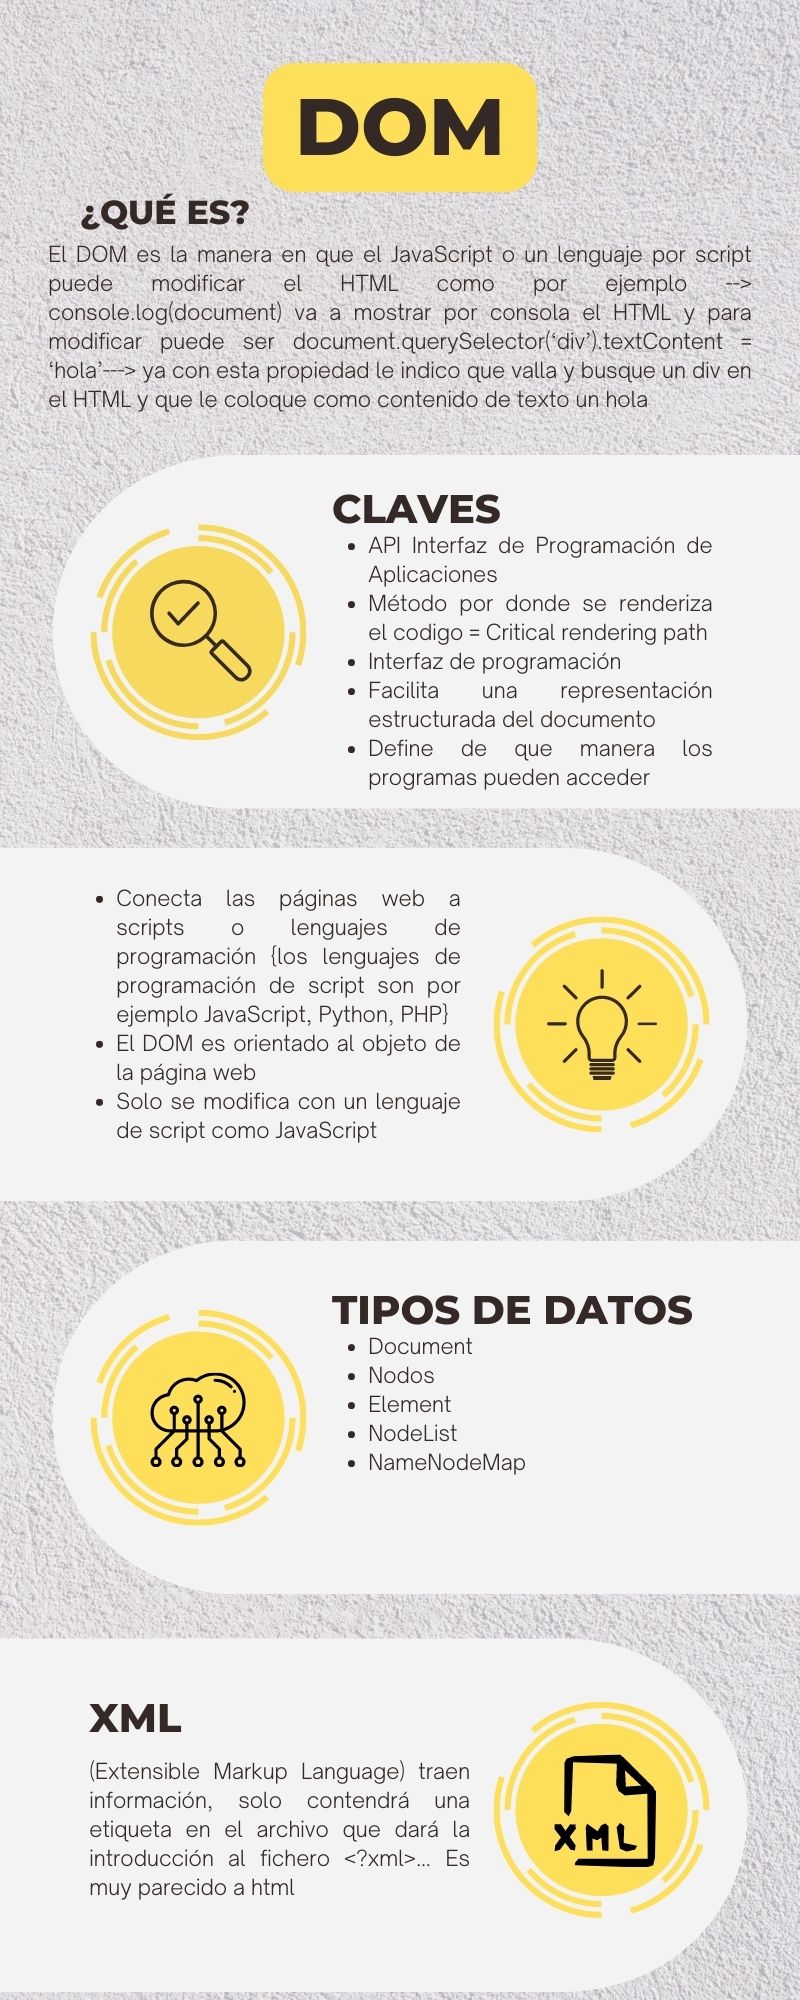 DOM
¿QUÉ ES?
El DOM es la manera en que el JavaScript o un lenguaje por script
puede modificar el HTML como por ejemplo -->
console.log(document) va a mostrar por consola el HTML y para
modificar puede ser document.querySelector(‘div’).textContent =
‘hola’---> ya con esta propiedad le indico que valla y busque un div en
el HTML y que le coloque como contenido de texto un hola
CLAVES
• API Interfaz de Programación de
Aplicaciones
• Método por donde se renderiza
el codigo = Critical rendering path
• Interfaz de programación
• Facilita una representación
estructurada del documento
• Define de que manera los
programas pueden acceder
• Conecta las páginas web a
scripts o lenguajes de
programación {los lenguajes de
programación de script son por
ejemplo JavaScript, Python, PHP}
• El DOM es orientado al objeto de
la página web
• Solo se modifica con un lenguaje
de script como JavaScript
TIPOS DE DATOS
• Document
• Nodos
• Element
• NodeList
• NameNodeMap
XML
(Extensible Markup Language) traen
información, solo contendrá una
etiqueta en el archivo que dará la
introducción al fichero <?xml>... Es
muy parecido a html
XML